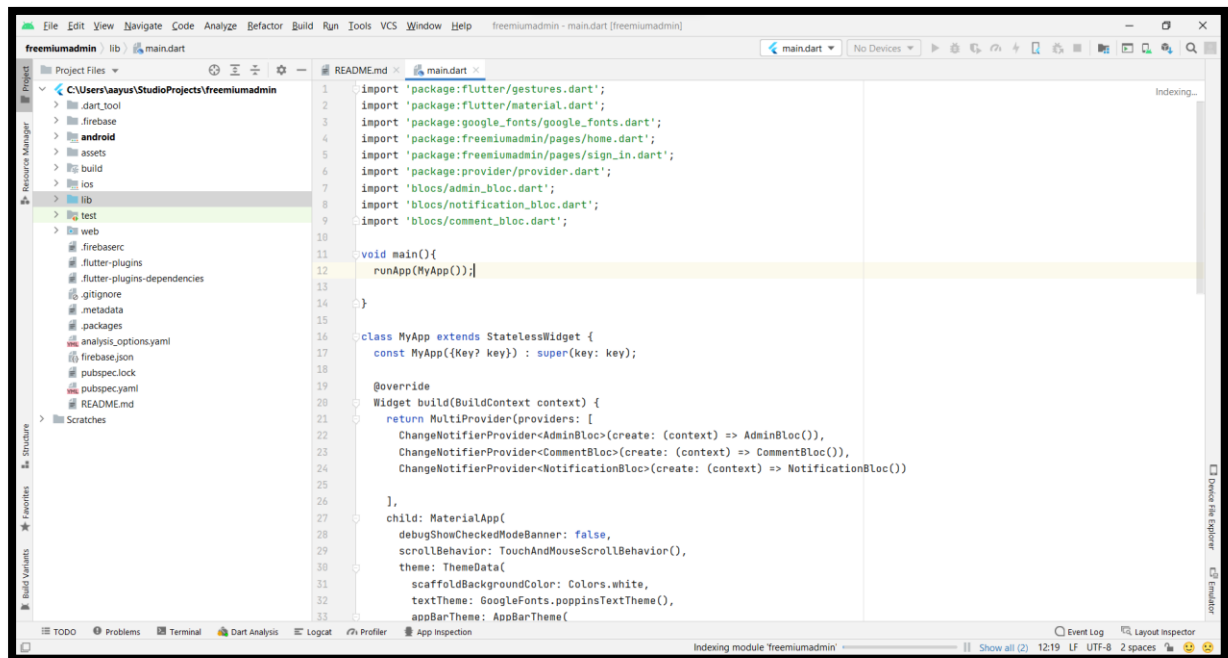 File Edit View Navigate Code Analyze Refactor Build Run Tools VCS Window Help freemiumadmin - main.dart [freemiumadmin]
freemiumadmin lib main.dart
main.dart No Devices
Project Files
README.md main.dart
Project
Resource Manager
Structure
Favorites
Build Variants
C:\Users\aayus\StudioProjects\freemiumadmin
.dart_tool
.firebase
android
assets
build
ios
lib
test
web
.firebaserc
.flutter-plugins
.flutter-plugins-dependencies
.gitignore
.metadata
.packages
analysis_options.yaml
firebase.json
pubspec.lock
pubspec.yaml
README.md
Scratches
Indexing...
1 import 'package:flutter/gestures.dart';
2 import 'package:flutter/material.dart';
3 import 'package:google_fonts/google_fonts.dart';
4 import 'package:freemiumadmin/pages/home.dart';
5 import 'package:freemiumadmin/pages/sign_in.dart';
6 import 'package:provider/provider.dart';
7 import 'blocs/admin_bloc.dart';
8 import 'blocs/notification_bloc.dart';
9 import 'blocs/comment_bloc.dart';
10
11 void main(){
12 runApp(MyApp());
13
14 }
15
16 class MyApp extends StatelessWidget {
17 const MyApp({Key? key}) : super(key: key);
18
19 @override
20 Widget build(BuildContext context) {
21 return MultiProvider(providers: [
22 ChangeNotifierProvider<AdminBloc>(create: (context) => AdminBloc()),
23 ChangeNotifierProvider<CommentBloc>(create: (context) => CommentBloc()),
24 ChangeNotifierProvider<NotificationBloc>(create: (context) => NotificationBloc())
25
26 ],
27 child: MaterialApp(
28 debugShowCheckedModeBanner: false,
29 scrollBehavior: TouchAndMouseScrollBehavior(),
30 theme: ThemeData(
31 scaffoldBackgroundColor: Colors.white,
32 textTheme: GoogleFonts.poppinsTextTheme(),
33 appBarTheme: AppBarTheme(
Device File Explorer
Emulator
TODO Problems Terminal Dart Analysis Logcat Profiler App Inspection Event Log Layout Inspector
Indexing module 'freemiumadmin' Show all (2) 12:19 LF UTF-8 2 spaces